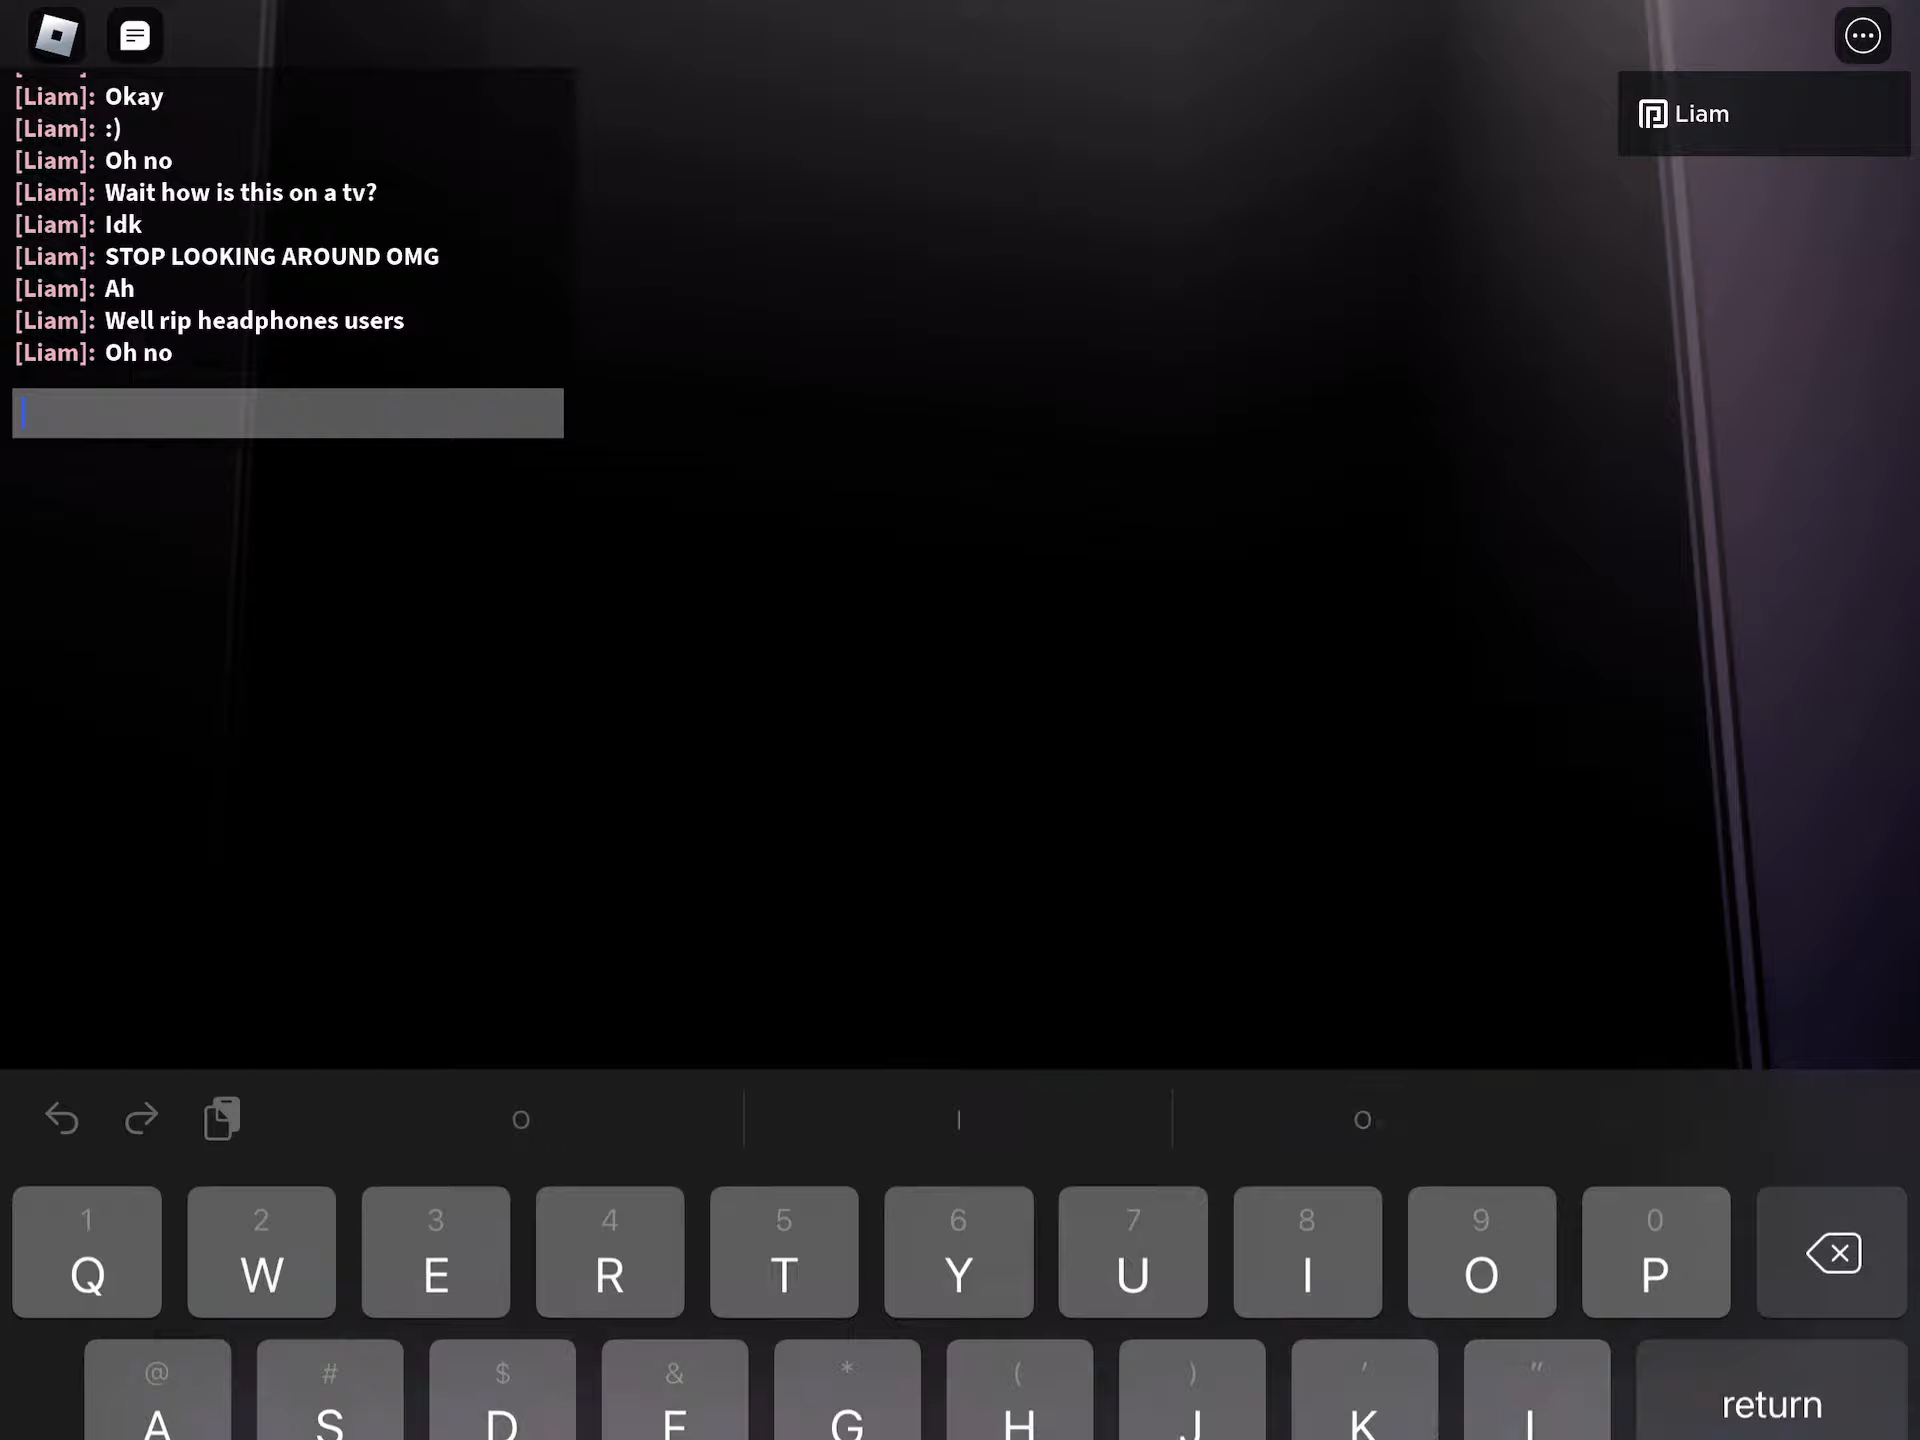 [Liam]: Okay
[Liam]: :)
[Liam]: Oh no
[Liam]: Wait how is this on a tv?
[Liam]: Idk
[Liam]: STOP LOOKING AROUND OMG
[Liam]: Ah
[Liam]: Well rip headphones users
[Liam]: Oh no
Liam
O I O
1 2 3 4 5 6 7 8 9 0
Q W E R T Y U I O P
@ # $ & * ( ) ' "
A S D F G H J K L return